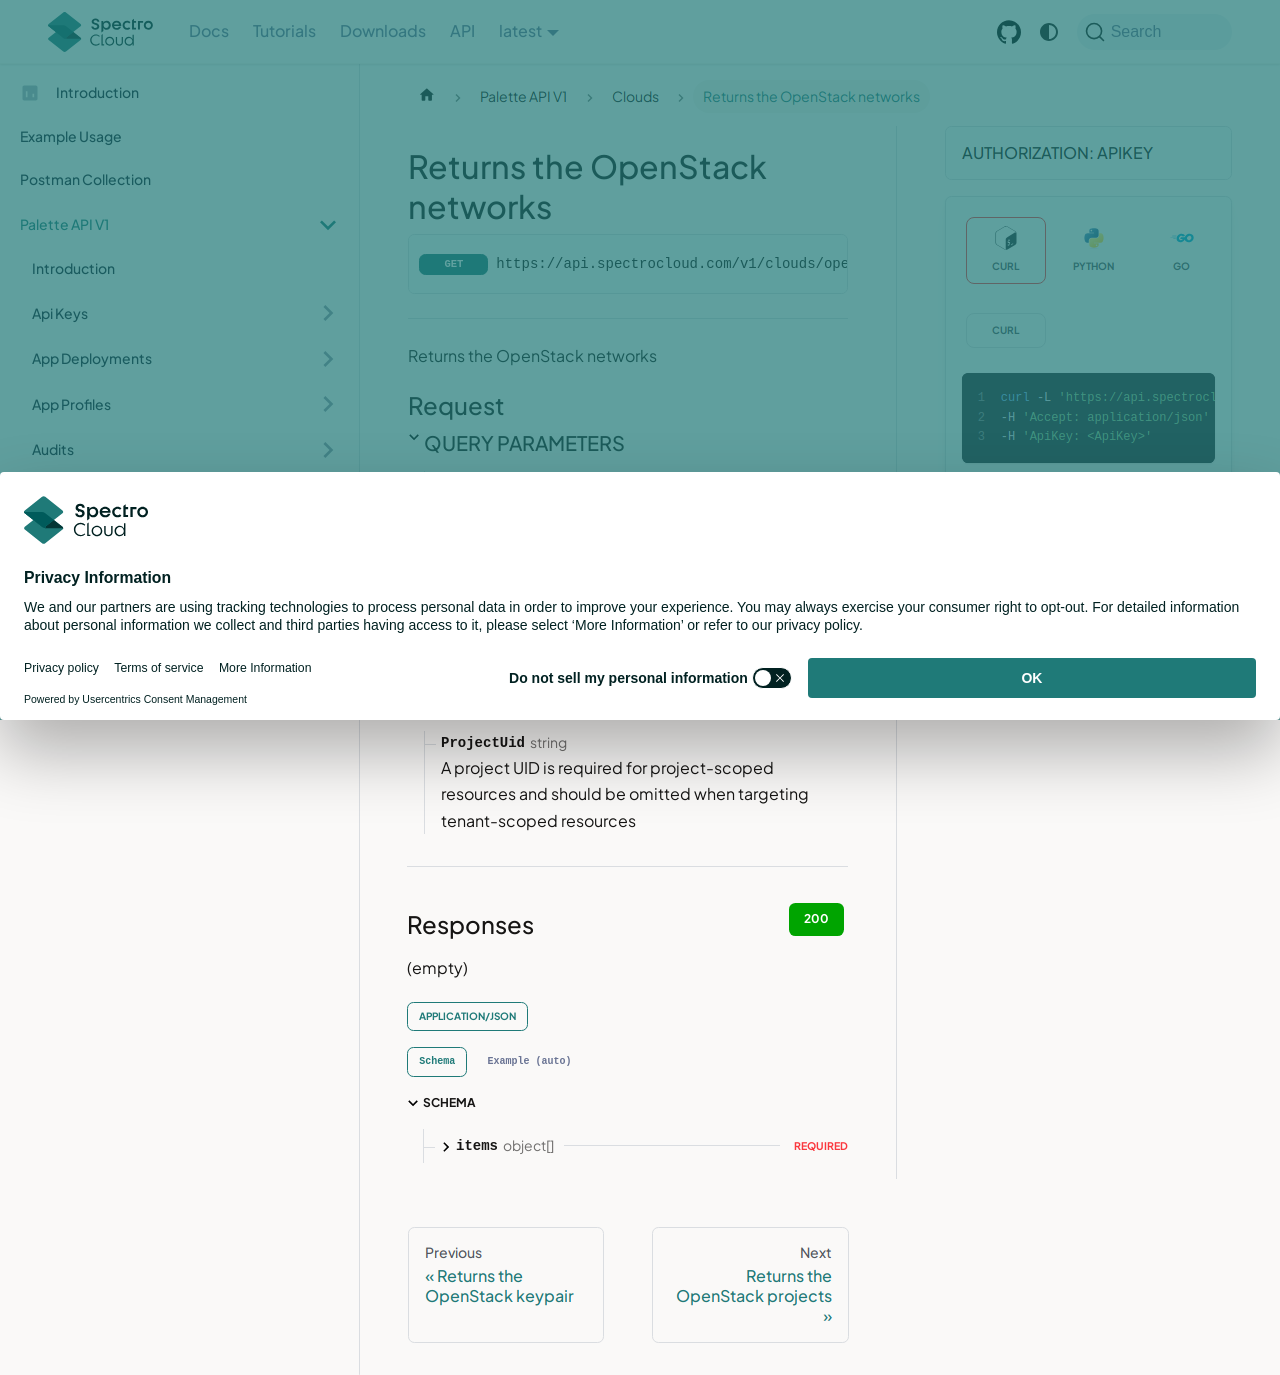 Spectro Cloud
Docs
Tutorials
Downloads
API
latest
Search
Introduction
Example Usage
Postman Collection
Palette API V1
Introduction
Api Keys
App Deployments
App Profiles
Audits
Palette API V1
Clouds
Returns the OpenStack networks
Returns the OpenStack
networks
GET https://api.spectrocloud.com/v1/clouds/ope
Returns the OpenStack networks
Request
QUERY PARAMETERS
AUTHORIZATION: APIKEY
CURL
PYTHON
GO
CURL
1 curl -L 'https://api.spectrocl
2 -H 'Accept: application/json'
3 -H 'ApiKey: <ApiKey>'
Spectro
Cloud
Privacy Information
We and our partners are using tracking technologies to process personal data in order to improve your experience. You may always exercise your consumer right to opt-out. For detailed information
about personal information we collect and third parties having access to it, please select ‘More Information’ or refer to our privacy policy.
Privacy policy
Terms of service
More Information
Do not sell my personal information
OK
Powered by Usercentrics Consent Management
ProjectUid string
A project UID is required for project-scoped
resources and should be omitted when targeting
tenant-scoped resources
Responses
200
(empty)
APPLICATION/JSON
Schema
Example (auto)
SCHEMA
items object[]
REQUIRED
Previous
« Returns the
OpenStack keypair
Next
Returns the
OpenStack projects
»